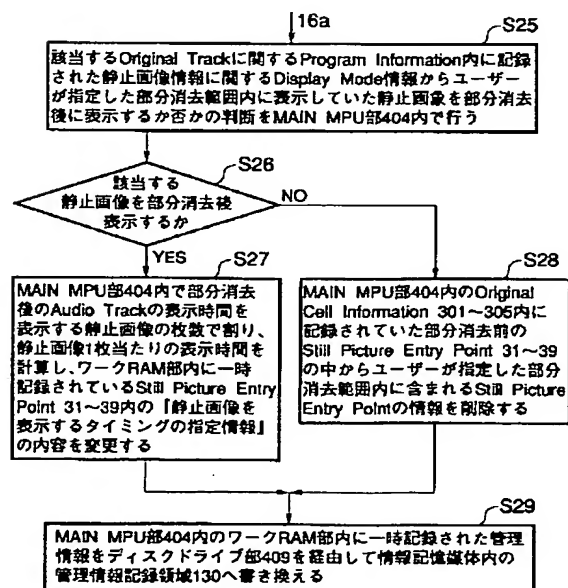 16a
S25
該当するOriginal Trackに関するProgram Information内に記録
された静止画像情報に関するDisplay Mode情報からユーザー
が指定した部分消去範囲内に表示していた静止画象を部分消去
後に表示するか否かの判断をMAIN MPU部404内で行う
S26
該当する
静止画像を部分消去後
表示するか
NO
YES
S27
MAIN MPU部404内で部分消去
後のAudio Trackの表示時間を
表示する静止画像の枚数で割り、
静止画像1枚当たりの表示時間を
計算し、ワークRAM部内に一時
記録されているStill Picture Entry
Point 31〜39内の『静止画像を
表示するタイミングの指定情報』
の内容を変更する
S28
MAIN MPU部404内のOriginal
Cell Information 301〜305内に
記録されていた部分消去前の
Still Picture Entry Point 31〜39
の中からユーザーが指定した部分
消去範囲内に含まれるStill Picture
Entry Pointの情報を削除する
S29
MAIN MPU部404内のワークRAM部内に一時記録された管理
情報をディスクドライブ部409を経由して情報記憶媒体内の
管理情報記録領域130へ書き換える